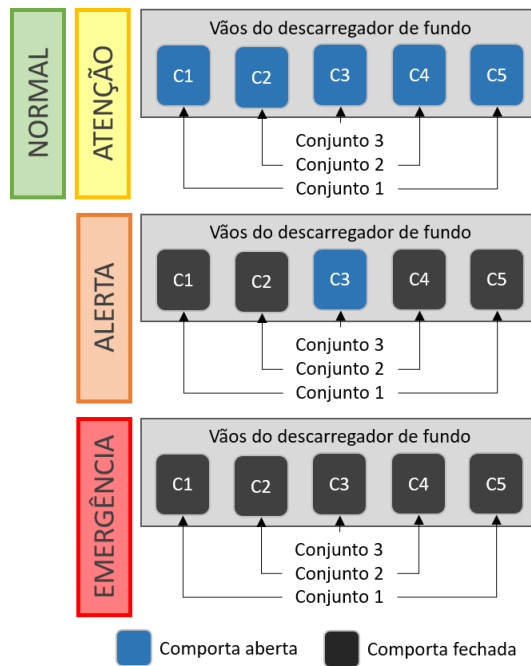 NORMAL
ATENÇÃO
Vãos do descarregador de fundo
C1 C2 C3 C4 C5
Conjunto 3
Conjunto 2
Conjunto 1
ALERTA
Vãos do descarregador de fundo
C1 C2 C3 C4 C5
Conjunto 3
Conjunto 2
Conjunto 1
EMERGÊNCIA
Vãos do descarregador de fundo
C1 C2 C3 C4 C5
Conjunto 3
Conjunto 2
Conjunto 1
Comporta aberta
Comporta fechada